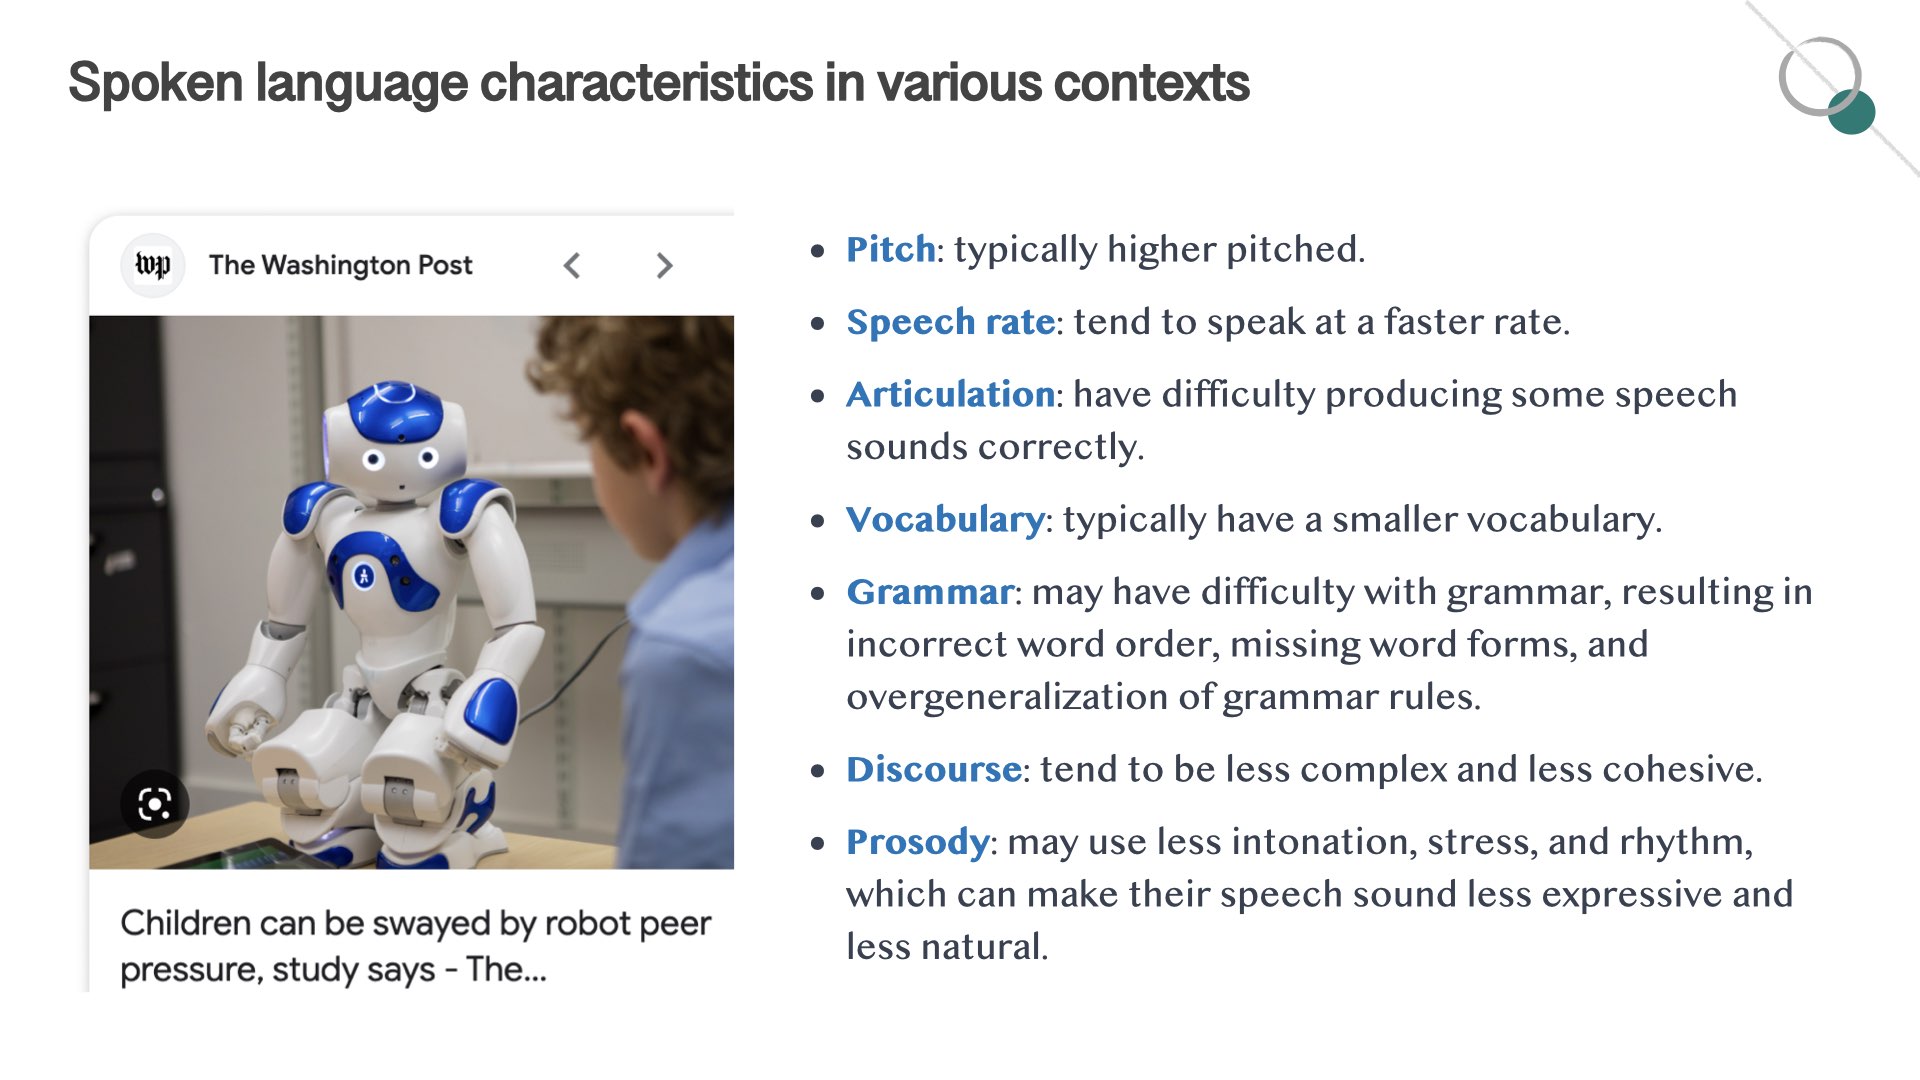 Spoken language characteristics in various contexts
wp The Washington Post
Children can be swayed by robot peer
pressure, study says - The...
• Pitch: typically higher pitched.
• Speech rate: tend to speak at a faster rate.
• Articulation: have difficulty producing some speech
sounds correctly.
• Vocabulary: typically have a smaller vocabulary.
• Grammar: may have difficulty with grammar, resulting in
incorrect word order, missing word forms, and
overgeneralization of grammar rules.
• Discourse: tend to be less complex and less cohesive.
• Prosody: may use less intonation, stress, and rhythm,
which can make their speech sound less expressive and
less natural.